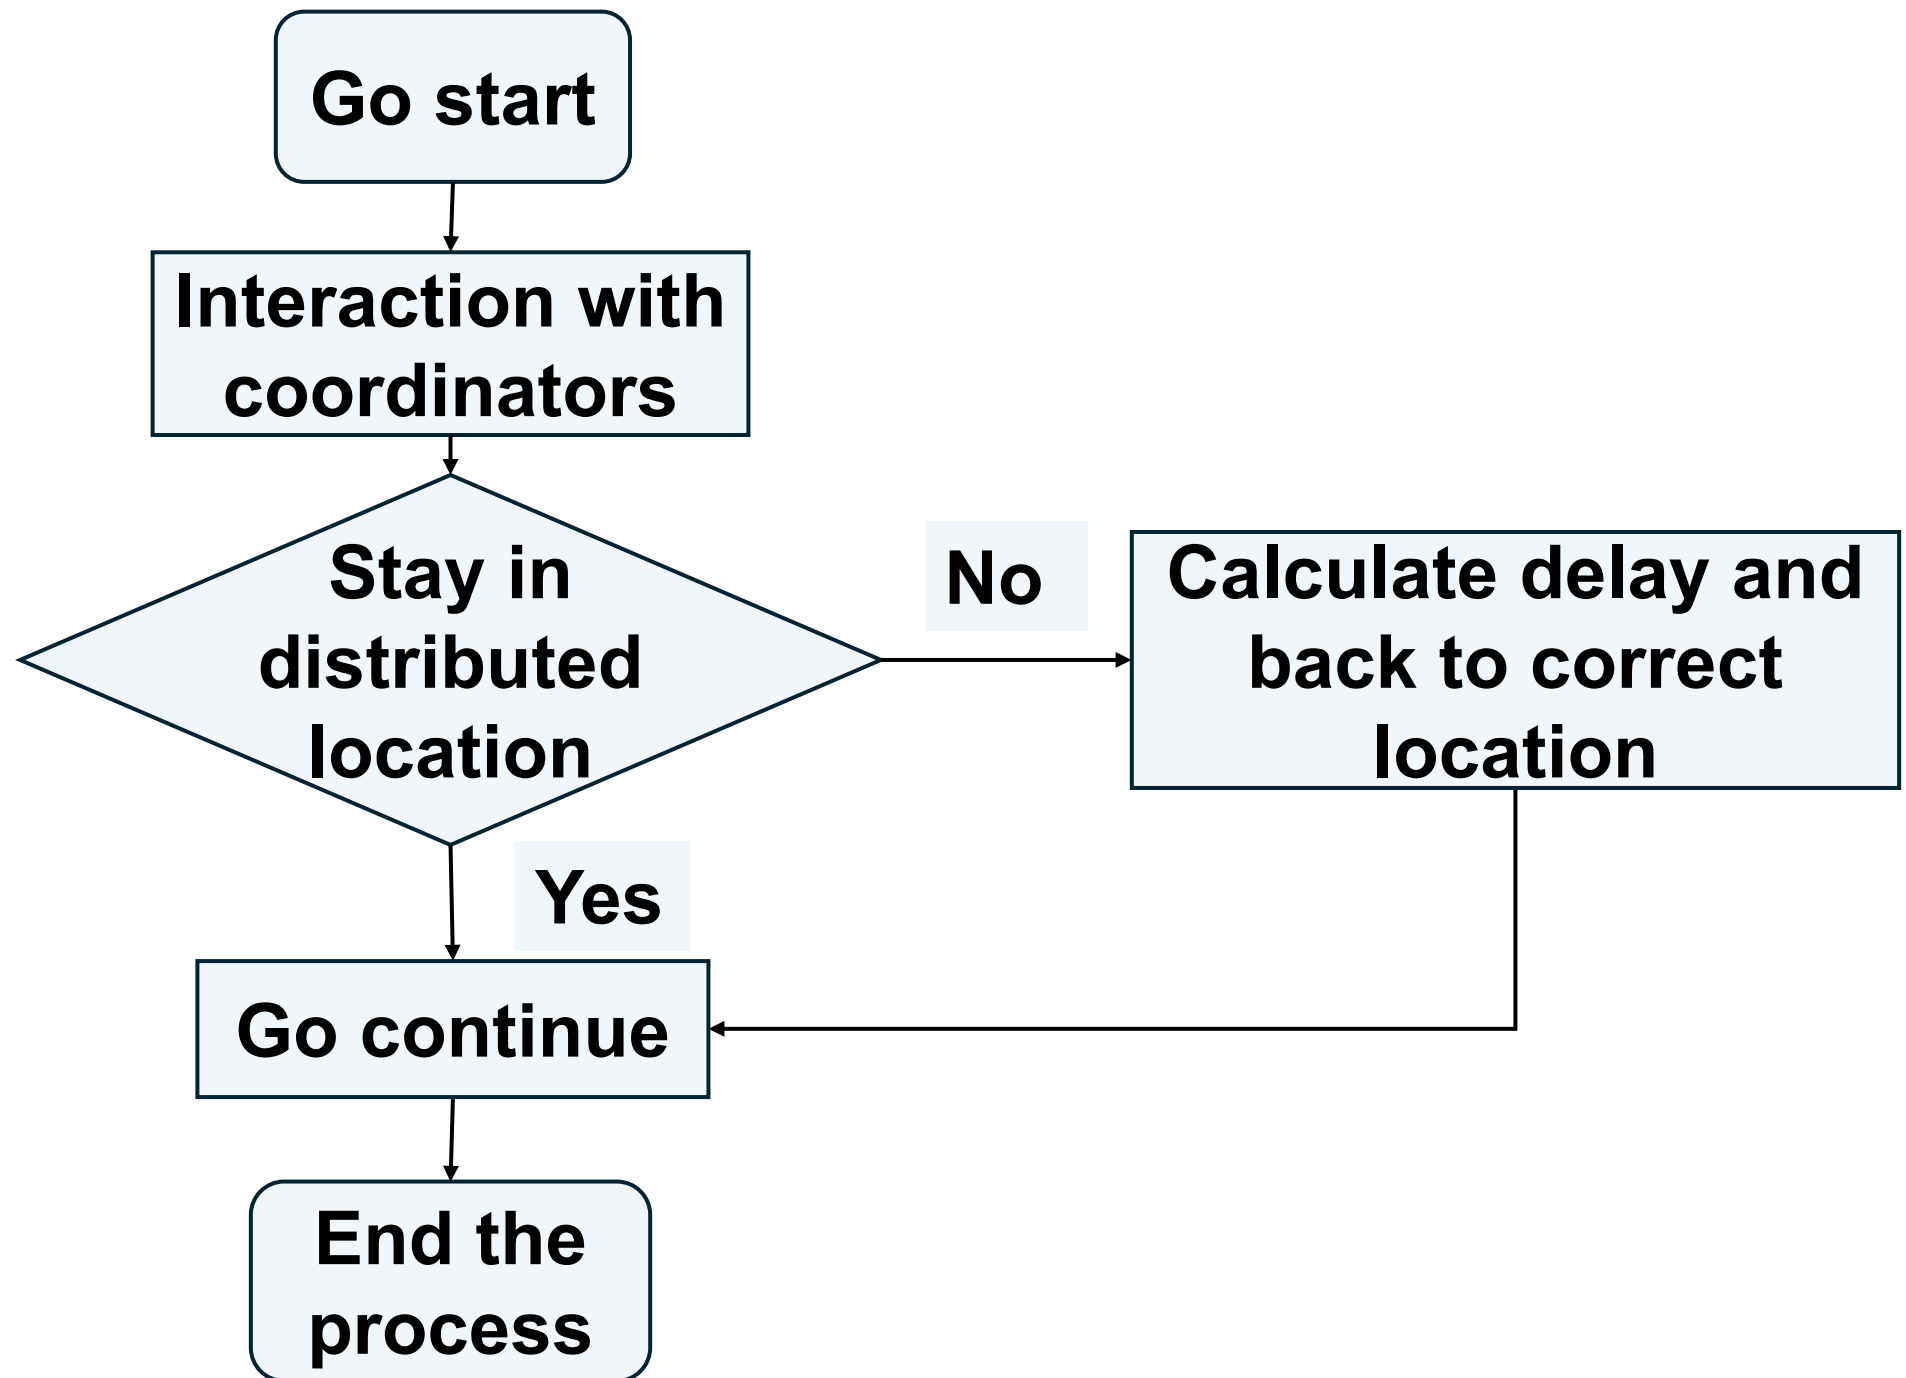 Go start
Interaction with
coordinators
Stay in
distributed
location
No
Calculate delay and
back to correct
location
Yes
Go continue
End the
process